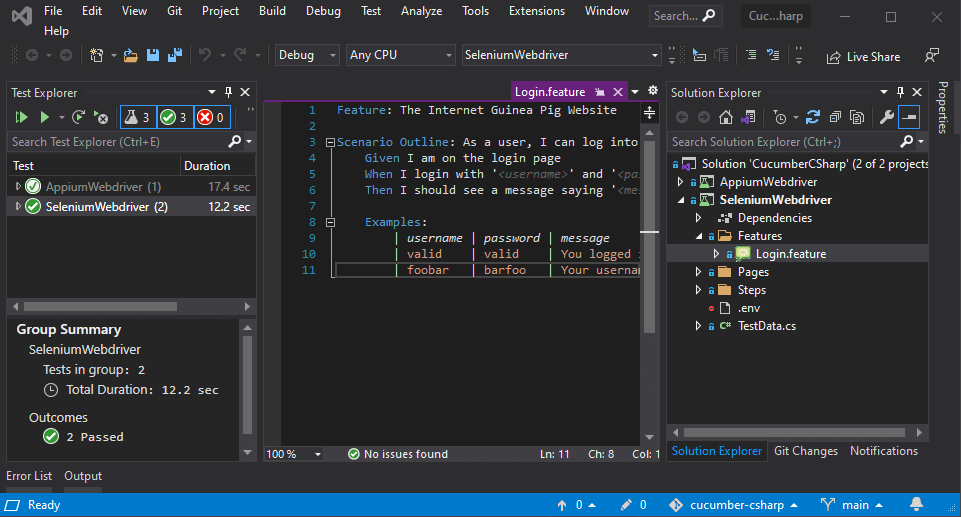 File Edit View Git Project Build Debug Test Analyze Tools Extensions Window Search... Cuc...harp
Help
Debug Any CPU SeleniumWebdriver Live Share
Test Explorer
3 3 0
Search Test Explorer (Ctrl+E)
Test Duration
AppiumWebdriver (1) 17.4 sec
SeleniumWebdriver (2) 12.2 sec
Group Summary
SeleniumWebdriver
Tests in group: 2
Total Duration: 12.2 sec
Outcomes
2 Passed
Login.feature
1 Feature: The Internet Guinea Pig Website
2
3 Scenario Outline: As a user, I can log into
4 Given I am on the login page
5 When I login with '<username>' and '<pa
6 Then I should see a message saying '<me
7
8 Examples:
9 | username | password | message
10 | valid | valid | You logged
11 | foobar | barfoo | Your userna
100 % No issues found Ln: 11 Ch: 8 Col: 1
Solution Explorer
Search Solution Explorer (Ctrl+;)
Solution 'CucumberCSharp' (2 of 2 projects
AppiumWebdriver
SeleniumWebdriver
Dependencies
Features
Login.feature
Pages
Steps
.env
C# TestData.cs
Solution Explorer Git Changes Notifications
Properties
Error List Output
Ready 0 0 cucumber-csharp main